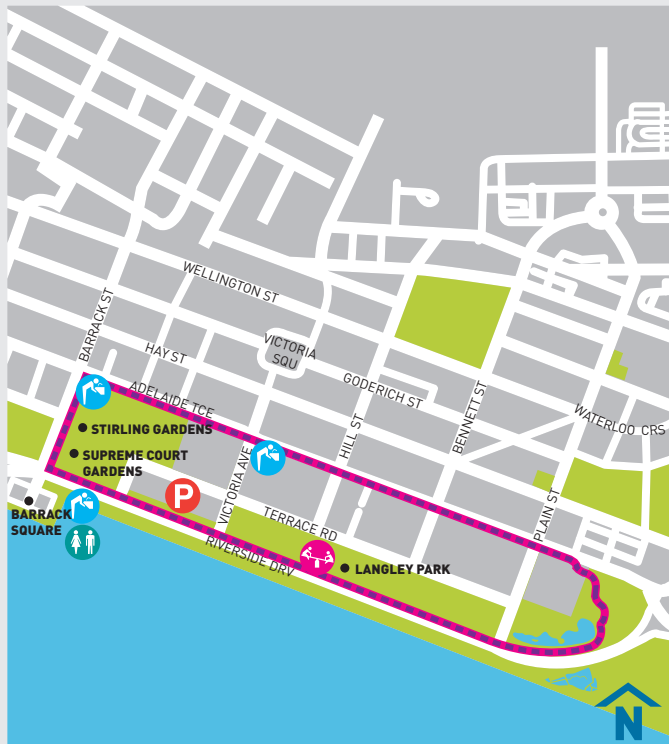 WELLINGTON ST
BARRACK ST
HAY ST
VICTORIA
SQU
GODERICH ST
ADELAIDE TCE
STIRLING GARDENS
SUPREME COURT
GARDENS
HILL ST
BENNETT ST
WATERLOO CRS
VICTORIA AVE
P
BARRACK
SQUARE
TERRACE RD
PLAIN ST
RIVERSIDE DRV
LANGLEY PARK
N